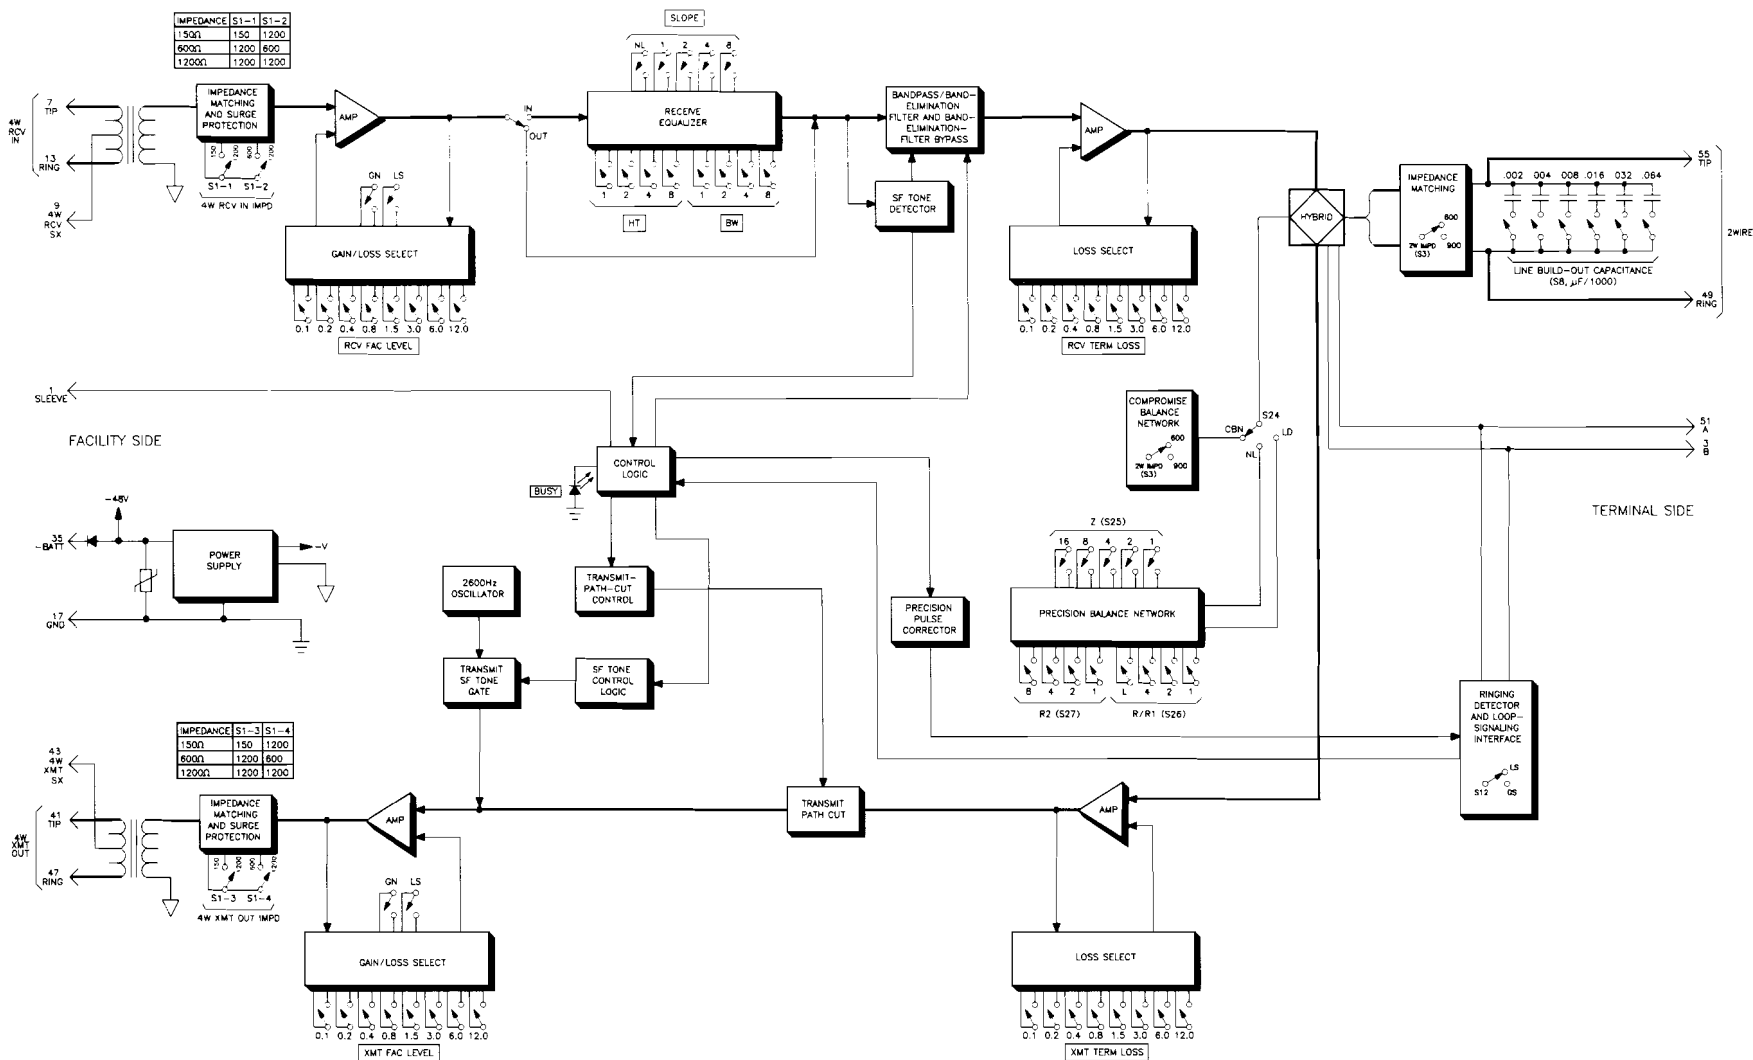 IMPEDANCE S1-1 S1-2
150Ω 150 1200
600Ω 1200 600
1200Ω 1200 1200
4W
RCV
IN
7
TIP
13
RING
9
4W
RCV
SX
IMPEDANCE
MATCHING
AND SURGE
PROTECTION
150 1200 600 1200
S1-1 S1-2
4W RCV IN IMPD
AMP
GN LS
GAIN/LOSS SELECT
0.1 0.2 0.4 0.8 1.5 3.0 6.0 12.0
RCV FAC LEVEL
IN
OUT
SLOPE
NL 1 2 4 8
RECEIVE
EQUALIZER
1 2 4 8 1 2 4 8
HT BW
BANDPASS/BAND-
ELIMINATION
FILTER AND BAND-
ELIMINATION-
FILTER BYPASS
SF TONE
DETECTOR
AMP
LOSS SELECT
0.1 0.2 0.4 0.8 1.5 3.0 6.0 12.0
RCV TERM LOSS
HYBRID
IMPEDANCE
MATCHING
600
2W IMPD 900
(S3)
.002 .004 .008 .016 .032 .064
LINE BUILD-OUT CAPACITANCE
(S8, µF/1000)
55
TIP
2WIRE
49
RING
1
SLEEVE
FACILITY SIDE
BUSY
CONTROL
LOGIC
COMPROMISE
BALANCE
NETWORK
600
2W IMPD 900
(S3)
S24
CBN LD
NL
51
A
3
B
TERMINAL SIDE
-48V
35
-BATT
POWER
SUPPLY
-V
17
GND
2600Hz
OSCILLATOR
TRANSMIT-
PATH-CUT
CONTROL
PRECISION
PULSE
CORRECTOR
Z (S25)
16 8 4 2 1
PRECISION BALANCE NETWORK
8 4 2 1 L 4 2 1
R2 (S27) R/R1 (S26)
TRANSMIT
SF TONE
GATE
SF TONE
CONTROL
LOGIC
RINGING
DETECTOR
AND LOOP-
SIGNALING
INTERFACE
LS
S12 GS
IMPEDANCE S1-3 S1-4
150Ω 150 1200
600Ω 1200 600
1200Ω 1200 1200
43
4W
XMT
SX
4W
XMT
OUT
41
TIP
47
RING
IMPEDANCE
MATCHING
AND SURGE
PROTECTION
150 1200 600 1200
S1-3 S1-4
4W XMT OUT IMPD
AMP
TRANSMIT
PATH CUT
AMP
GN LS
GAIN/LOSS SELECT
0.1 0.2 0.4 0.8 1.5 3.0 6.0 12.0
XMT FAC LEVEL
LOSS SELECT
0.1 0.2 0.4 0.8 1.5 3.0 6.0 12.0
XMT TERM LOSS